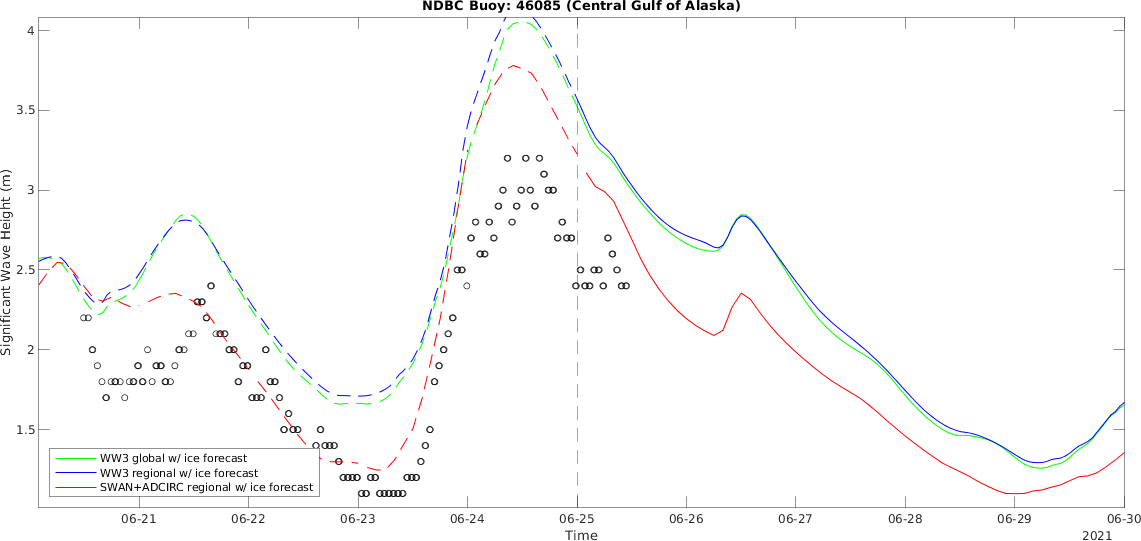 NDBC Buoy: 46085 (Central Gulf of Alaska)
Significant Wave Height (m)
4
3.5
3
2.5
2
1.5
WW3 global w/ ice forecast
WW3 regional w/ ice forecast
SWAN+ADCIRC regional w/ ice forecast
06-21 06-22 06-23 06-24 06-25 06-26 06-27 06-28 06-29 06-30
Time 2021